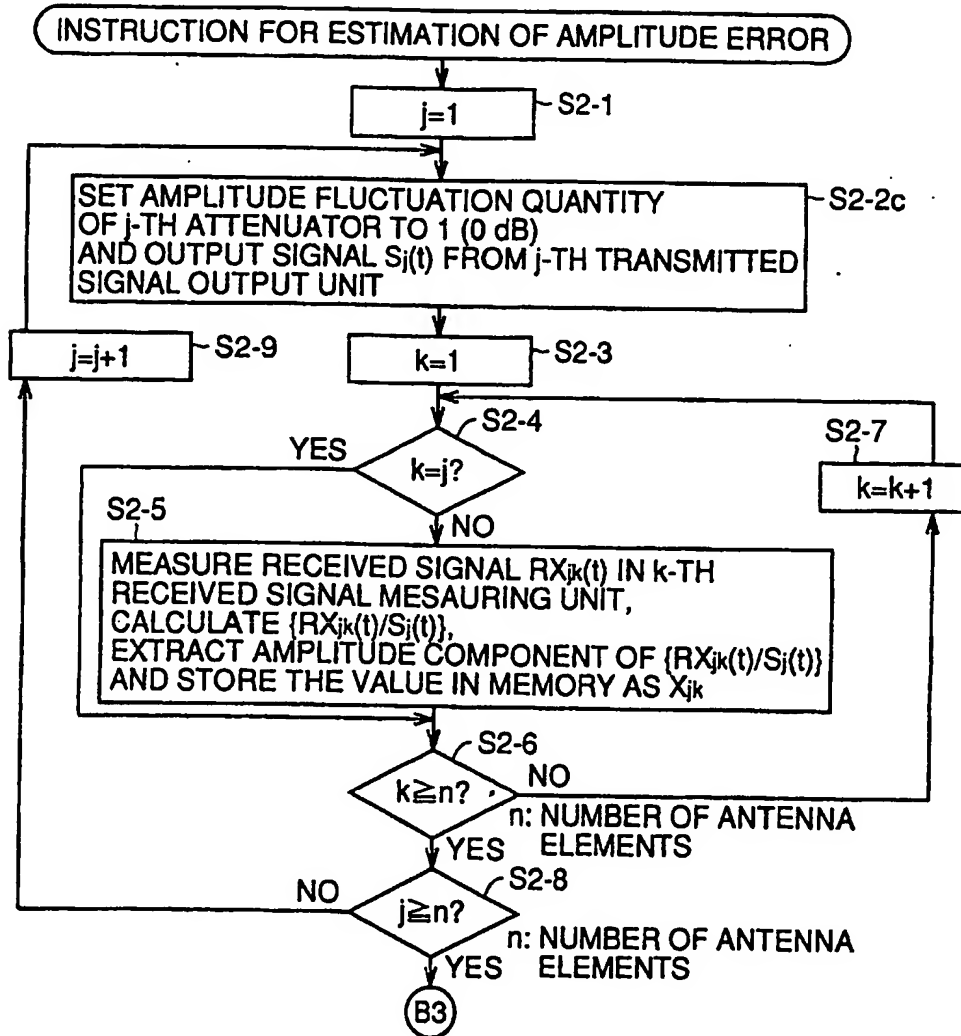 INSTRUCTION FOR ESTIMATION OF AMPLITUDE ERROR
j=1
S2-1
SET AMPLITUDE FLUCTUATION QUANTITY
OF j-TH ATTENUATOR TO 1 (0 dB)
AND OUTPUT SIGNAL Sj(t) FROM j-TH TRANSMITTED
SIGNAL OUTPUT UNIT
S2-2c
j=j+1
S2-9
k=1
S2-3
S2-4
YES
k=j?
NO
S2-7
k=k+1
S2-5
MEASURE RECEIVED SIGNAL RXjk(t) IN k-TH
RECEIVED SIGNAL MESAURING UNIT,
CALCULATE {RXjk(t)/Sj(t)},
EXTRACT AMPLITUDE COMPONENT OF {RXjk(t)/Sj(t)}
AND STORE THE VALUE IN MEMORY AS Xjk
S2-6
k≧n?
NO
n: NUMBER OF ANTENNA
ELEMENTS
YES
S2-8
NO
j≧n?
n: NUMBER OF ANTENNA
ELEMENTS
YES
B3